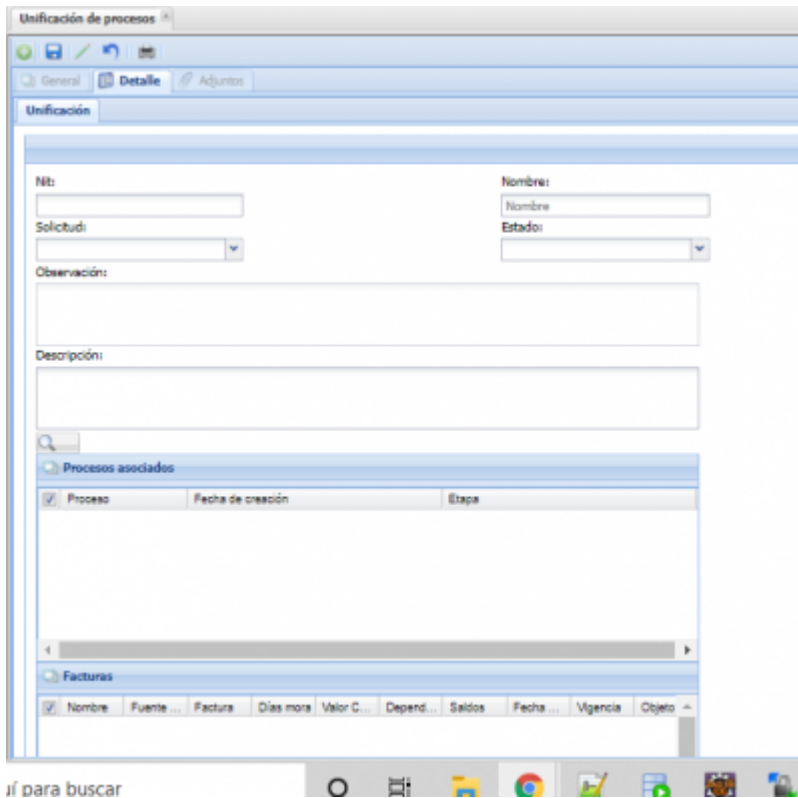 Unificación de procesos
General Detalle Adjuntos
Unificación
Nit: Nombre:
Nombre
Solicitud: Estado:
Observación:
Descripción:
Procesos asociados
Proceso Fecha de creación Etapa
Facturas
Nombre Fuente ... Factura Días mora Valor C... Depend... Saldos Fecha ... Vigencia Objeto
uí para buscar